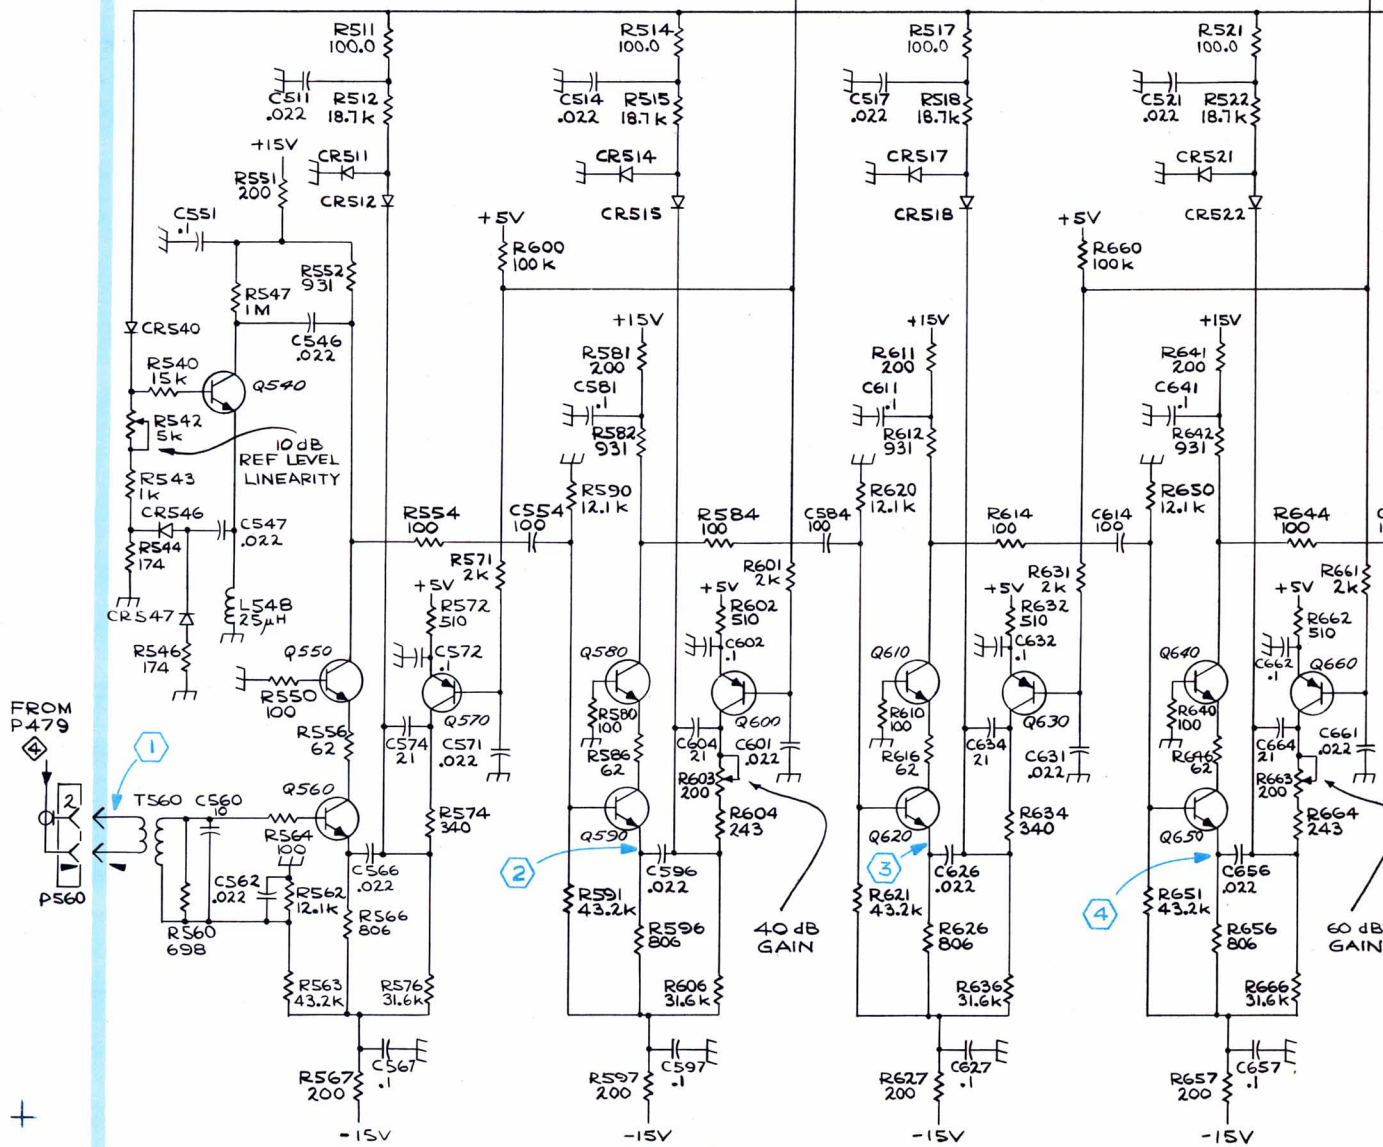 R511
100.0
R514
100.0
R517
100.0
R521
100.0
C511
.022
R512
18.7k
C514
.022
R515
18.7k
C517
.022
R518
18.7k
C521
.022
R522
18.7k
+15V
CR511
CR514
CR517
CR521
R551
200
CR512
CR515
CR518
CR522
C551
.1
+5V
R600
100k
+5V
R660
100k
R552
931
R547
1M
CR540
C546
.022
+15V
+15V
+15V
R540
15k
Q540
R581
200
R611
200
R641
200
C581
.1
C611
.1
C641
.1
R542
5k
10 dB
REF LEVEL
LINEARITY
R582
931
R612
931
R642
931
R543
1k
R590
12.1k
R620
12.1k
R650
12.1k
CR546
C547
.022
R554
100
C554
100
R584
100
C584
100
R614
100
C614
100
R644
100
R544
174
R571
2k
R601
2k
R631
2k
R661
2k
CR547
L548
25μH
+5V
R572
510
+5V
R602
510
+5V
R632
510
+5V
R662
510
R546
174
Q550
C572
.1
Q580
C602
.1
Q610
C632
.1
Q640
C662
.1
Q660
R550
100
Q570
R580
100
Q600
R610
100
Q630
R640
100
FROM
P479
4
1
R556
62
C574
21
C571
.022
R586
62
C604
21
C601
.022
R616
62
C634
21
C631
.022
R646
62
C664
21
C661
.022
2
T560
C560
10
Q560
R603
200
R663
200
R564
100
R574
340
Q590
R604
243
Q620
R634
340
Q650
R664
243
P560
C562
.022
R562
12.1k
C566
.022
2
C596
.022
3
C626
.022
4
C656
.022
R560
698
R566
806
R591
43.2k
R596
806
40 dB
GAIN
R621
43.2k
R626
806
R651
43.2k
R656
806
60 dB
GAIN
R563
43.2k
R576
31.6k
R606
31.6k
R636
31.6k
R666
31.6k
C567
.1
C597
.1
C627
.1
C657
.1
R567
200
R597
200
R627
200
R657
200
-15V
-15V
-15V
-15V